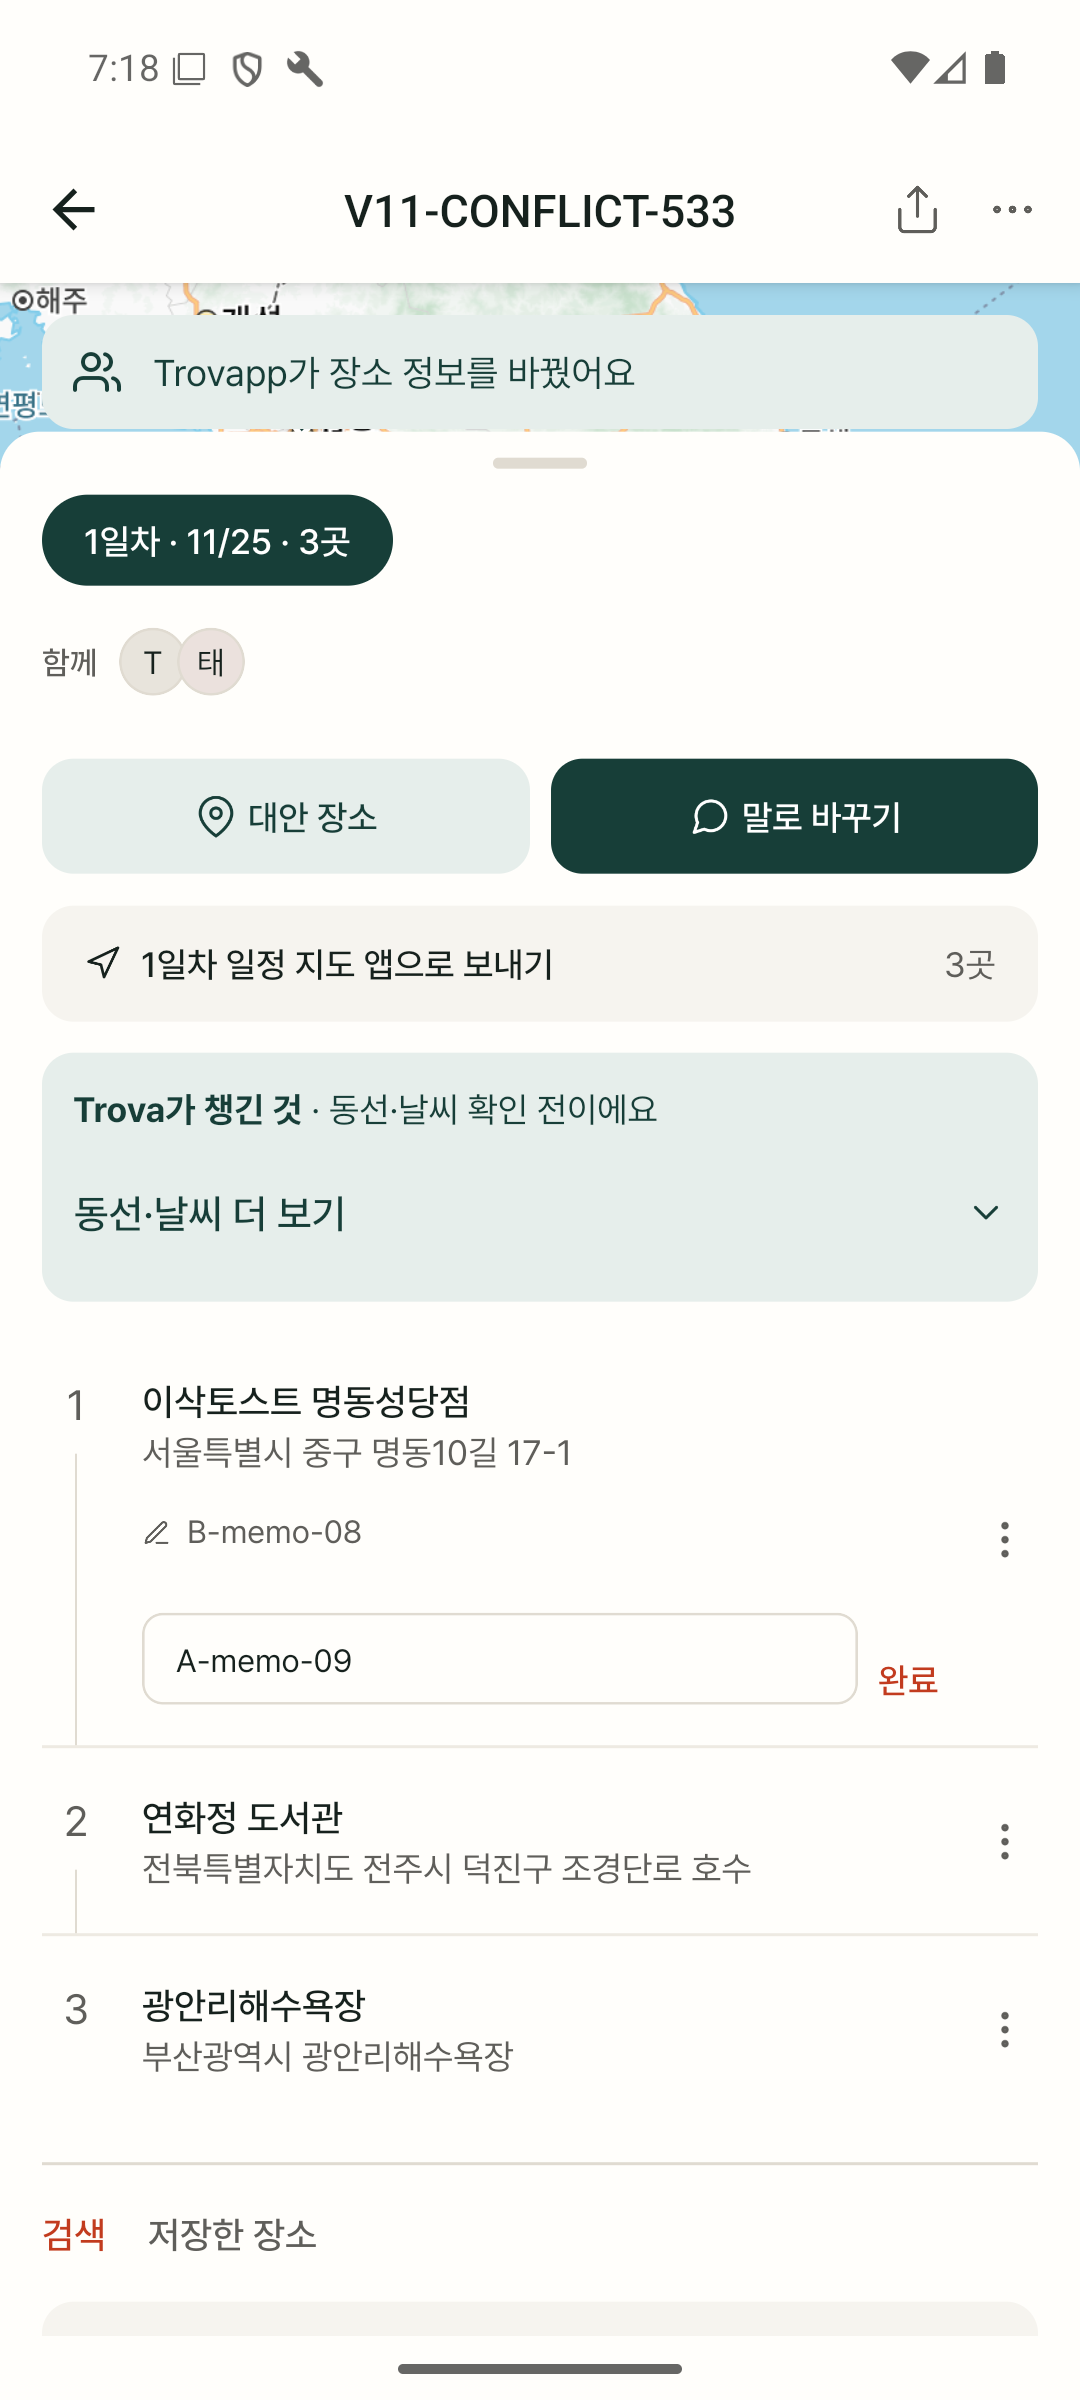 7:18
V11-CONFLICT-533
해주
Trovapp가 장소 정보를 바꿨어요
1일차 · 11/25 · 3곳
함께 T 태
대안 장소
말로 바꾸기
1일차 일정 지도 앱으로 보내기 3곳
Trova가 챙긴 것 · 동선·날씨 확인 전이에요
동선·날씨 더 보기
1 이삭토스트 명동성당점
서울특별시 중구 명동10길 17-1
B-memo-08
A-memo-09
완료
2 연화정 도서관
전북특별자치도 전주시 덕진구 조경단로 호수
3 광안리해수욕장
부산광역시 광안리해수욕장
검색 저장한 장소